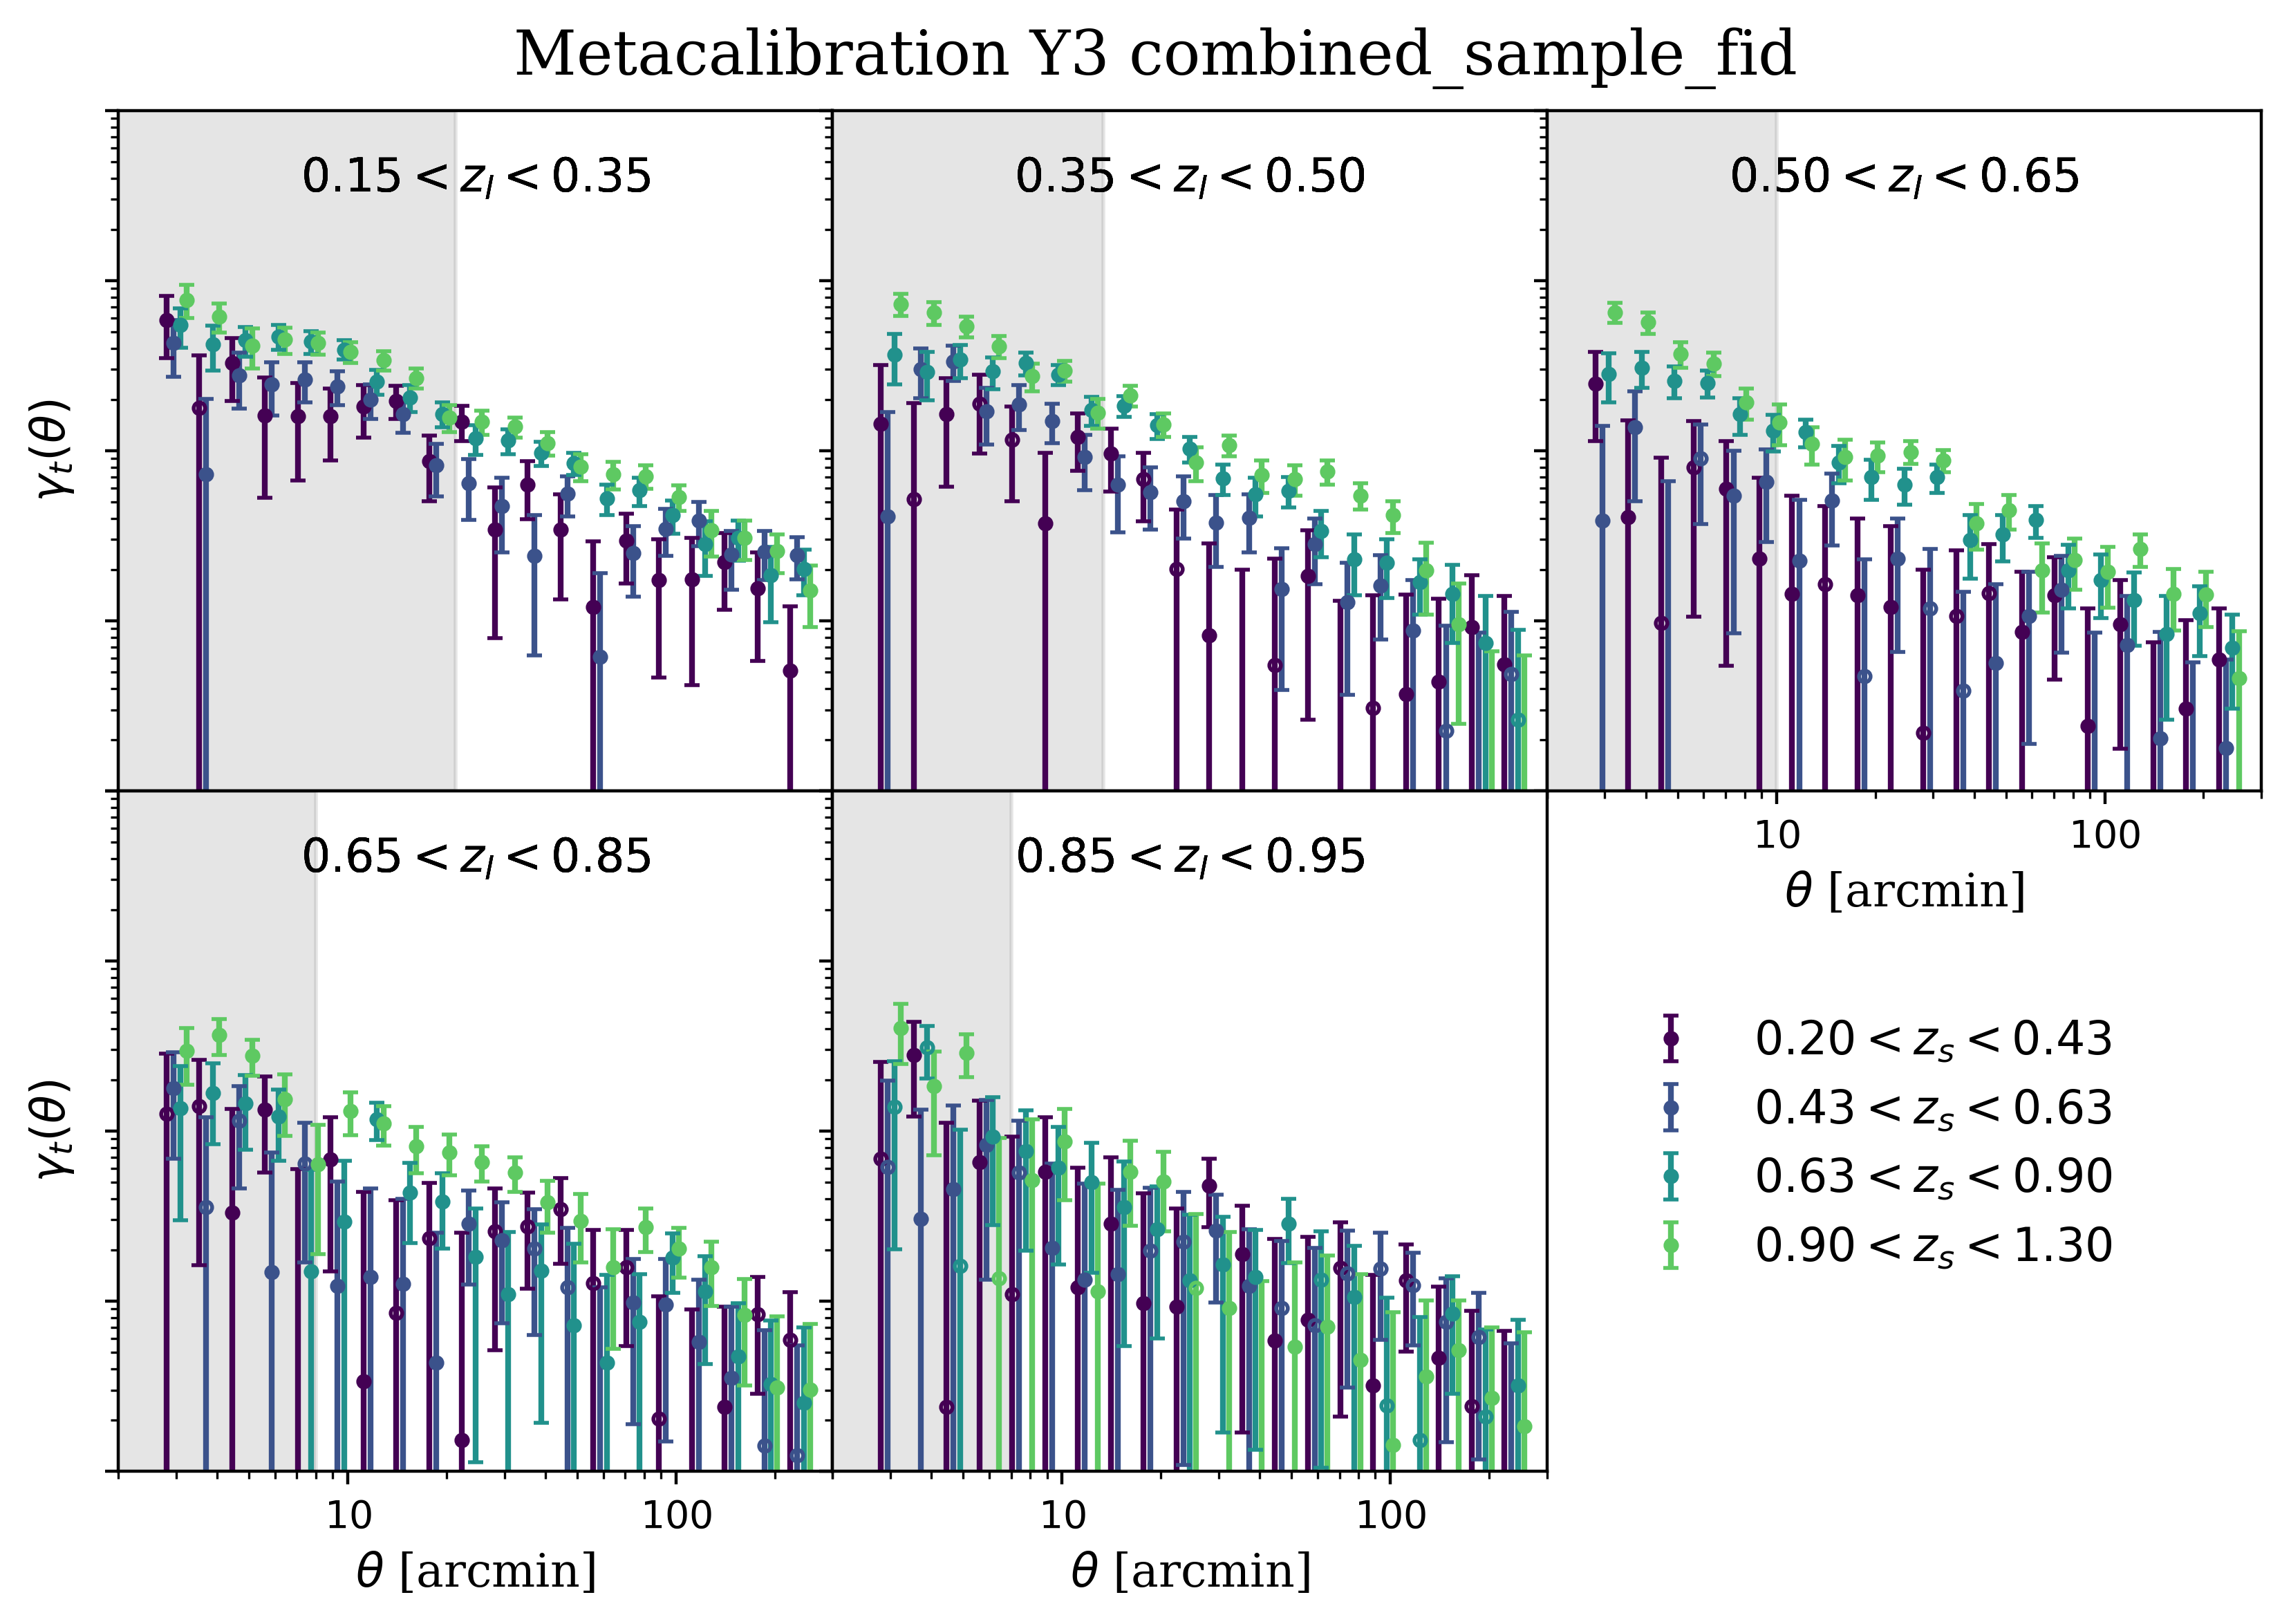 Metacalibration Y3 combined_sample_fid
0.15 < z_l < 0.35
0.35 < z_l < 0.50
0.50 < z_l < 0.65
γ_t(θ)
10 100
θ [arcmin]
0.65 < z_l < 0.85
0.85 < z_l < 0.95
γ_t(θ)
0.20 < z_s < 0.43
0.43 < z_s < 0.63
0.63 < z_s < 0.90
0.90 < z_s < 1.30
10 100
10 100
θ [arcmin]
θ [arcmin]